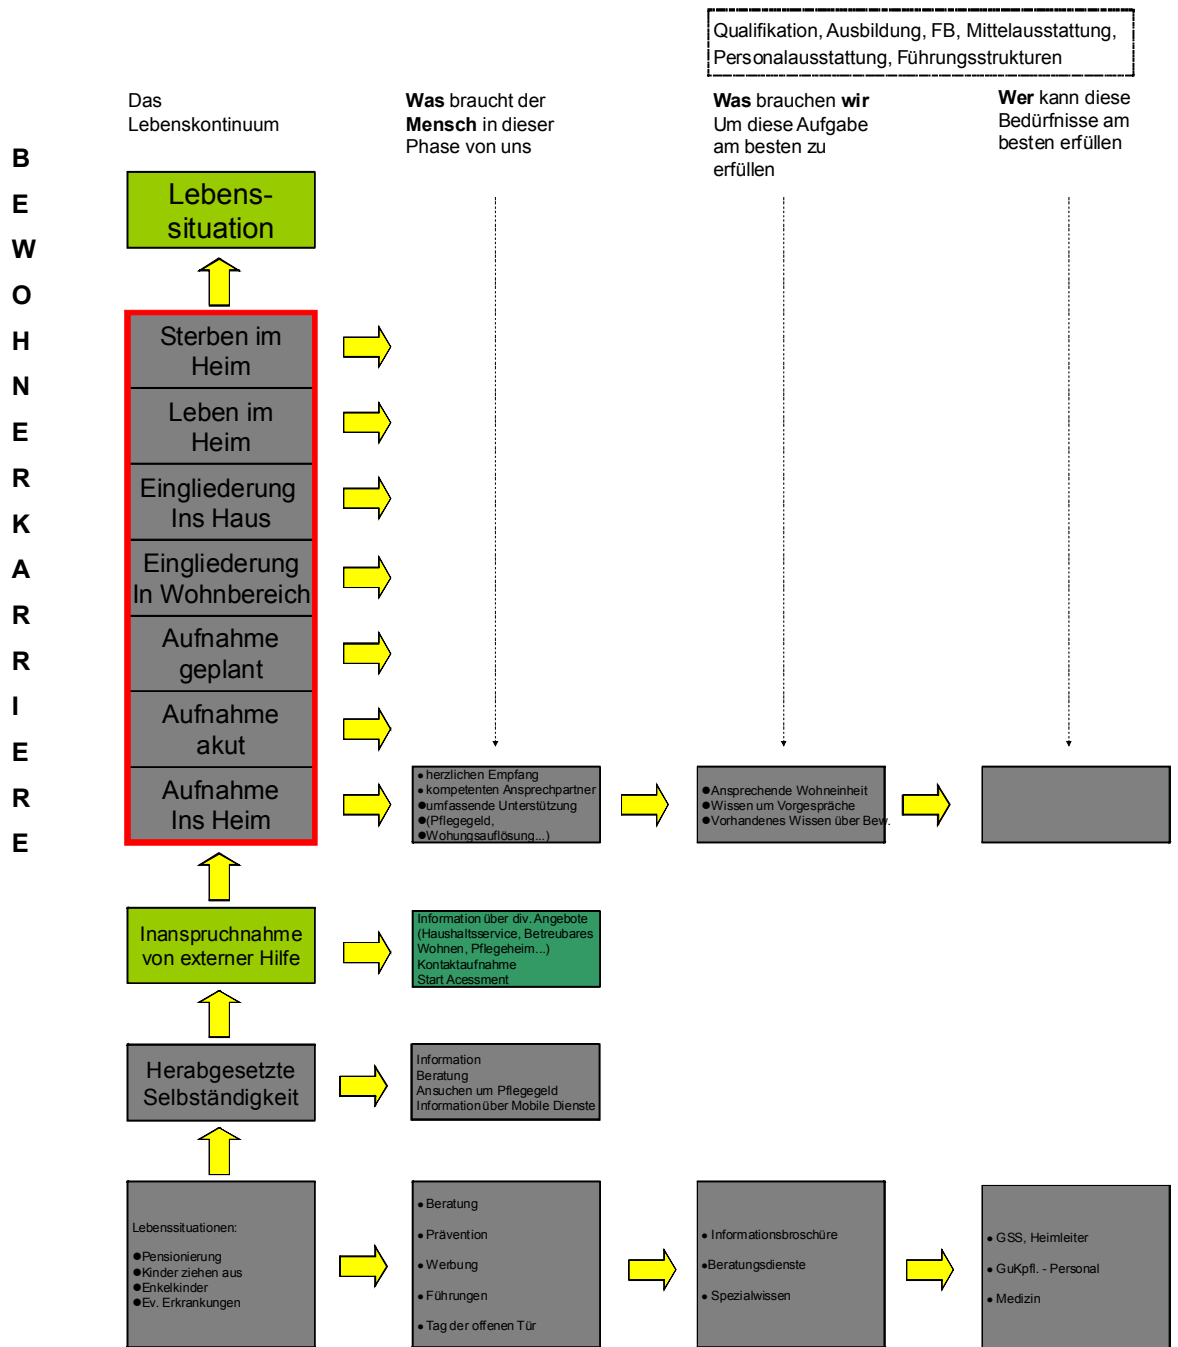 Qualifikation, Ausbildung, FB, Mittelausstattung,
Personalausstattung, Führungsstrukturen
Das
Lebenskontinuum
Was braucht der
Mensch in dieser
Phase von uns
Was brauchen wir
Um diese Aufgabe
am besten zu
erfüllen
Wer kann diese
Bedürfnisse am
besten erfüllen
B
E
W
O
H
N
E
R
K
A
R
R
I
E
R
E
Lebens-
situation
Sterben im
Heim
Leben im
Heim
Eingliederung
Ins Haus
Eingliederung
In Wohnbereich
Aufnahme
geplant
Aufnahme
akut
Aufnahme
Ins Heim
• herzlichen Empfang
• kompetenten Ansprechpartner
●umfassende Unterstützung
●(Pflegegeld,
●Wohungsauflösung...)
●Ansprechende Wohneinheit
●Wissen um Vorgespräche
●Vorhandenes Wissen über Bew.
Inanspruchnahme
von externer Hilfe
Information über div. Angebote
(Haushaltsservice, Betreubares
Wohnen, Pflegeheim...)
Kontaktaufnahme
Start Acessment
Herabgesetzte
Selbständigkeit
Information
Beratung
Ansuchen um Pflegegeld
Information über Mobile Dienste
Lebenssituationen:
●Pensionierung
●Kinder ziehen aus
●Enkelkinder
●Ev. Erkrankungen
• Beratung
• Prävention
• Werbung
• Führungen
• Tag der offenen Tür
• Informationsbroschüre
●Beratungsdienste
• Spezialwissen
• GSS, Heimleiter
• GuKpfl. - Personal
• Medizin